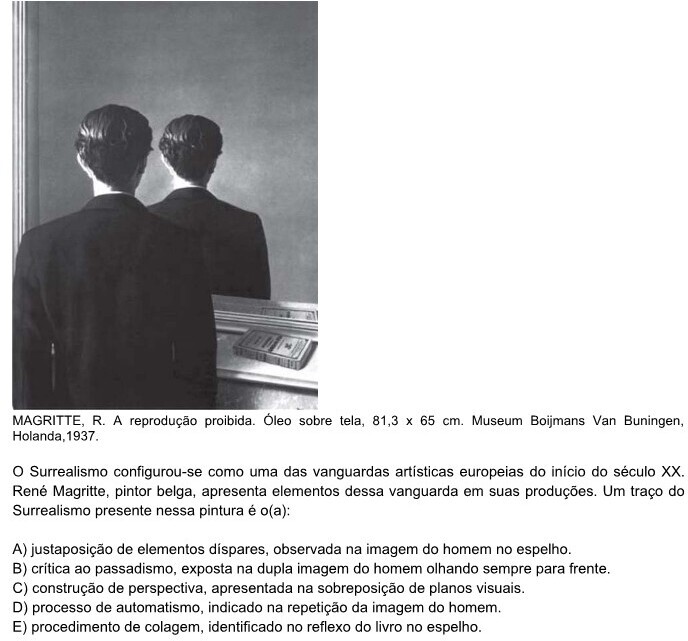 MAGRITTE, R. A reprodução proibida. Óleo sobre tela, 81,3 x 65 cm. Museum Boijmans Van Buningen,
Holanda,1937.
O Surrealismo configurou-se como uma das vanguardas artísticas europeias do início do século XX.
René Magritte, pintor belga, apresenta elementos dessa vanguarda em suas produções. Um traço do
Surrealismo presente nessa pintura é o(a):
A) justaposição de elementos díspares, observada na imagem do homem no espelho.
B) crítica ao passadismo, exposta na dupla imagem do homem olhando sempre para frente.
C) construção de perspectiva, apresentada na sobreposição de planos visuais.
D) processo de automatismo, indicado na repetição da imagem do homem.
E) procedimento de colagem, identificado no reflexo do livro no espelho.